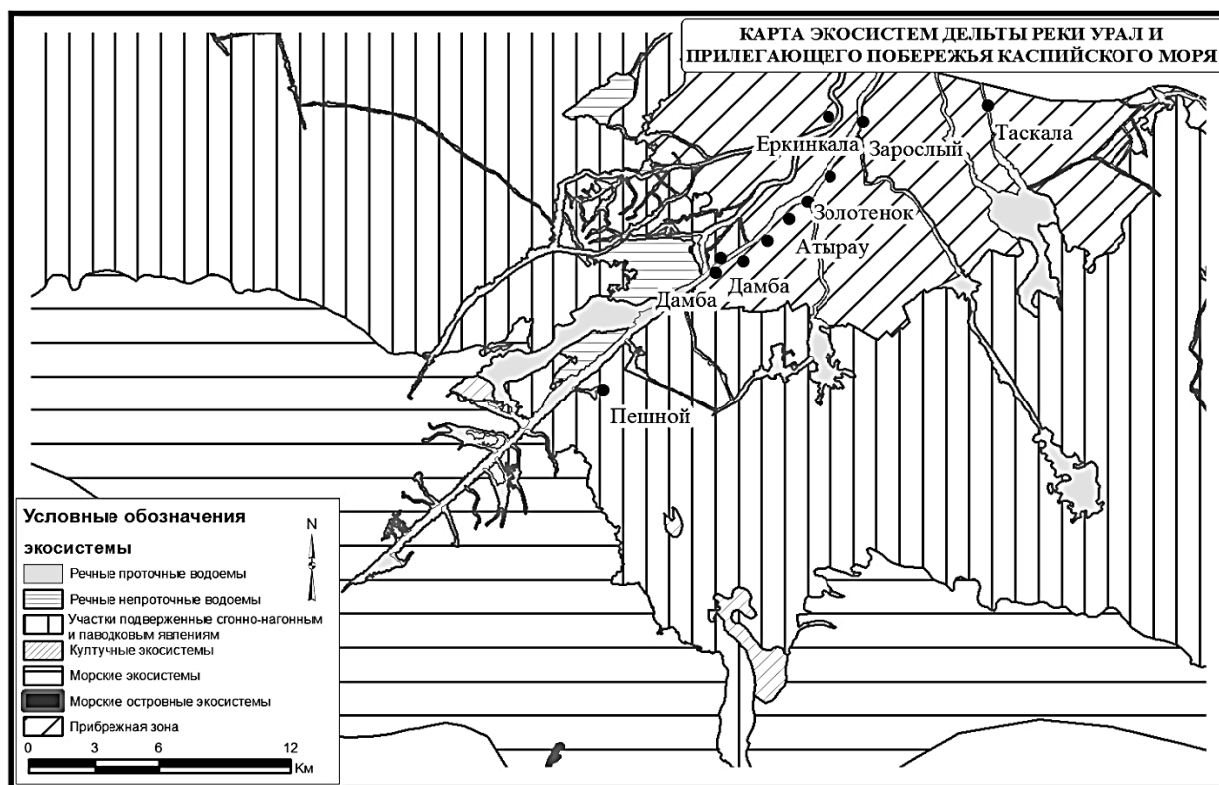 КАРТА ЭКОСИСТЕМ ДЕЛЬТЫ РЕКИ УРАЛ И
ПРИЛЕГАЮЩЕГО ПОБЕРЕЖЬЯ КАСПИЙСКОГО МОРЯ
Таскала
Еркинкала
Зарослый
Золотенок
Атырау
Дамба
Дамба
Пешной
Условные обозначения
N
экосистемы
Речные проточные водоемы
Речные непроточные водоемы
Участки подверженные сгонно-нагонным
и паводковым явлениям
Култучные экосистемы
Морские экосистемы
Морские островные экосистемы
Прибрежная зона
0 3 6 12
Км